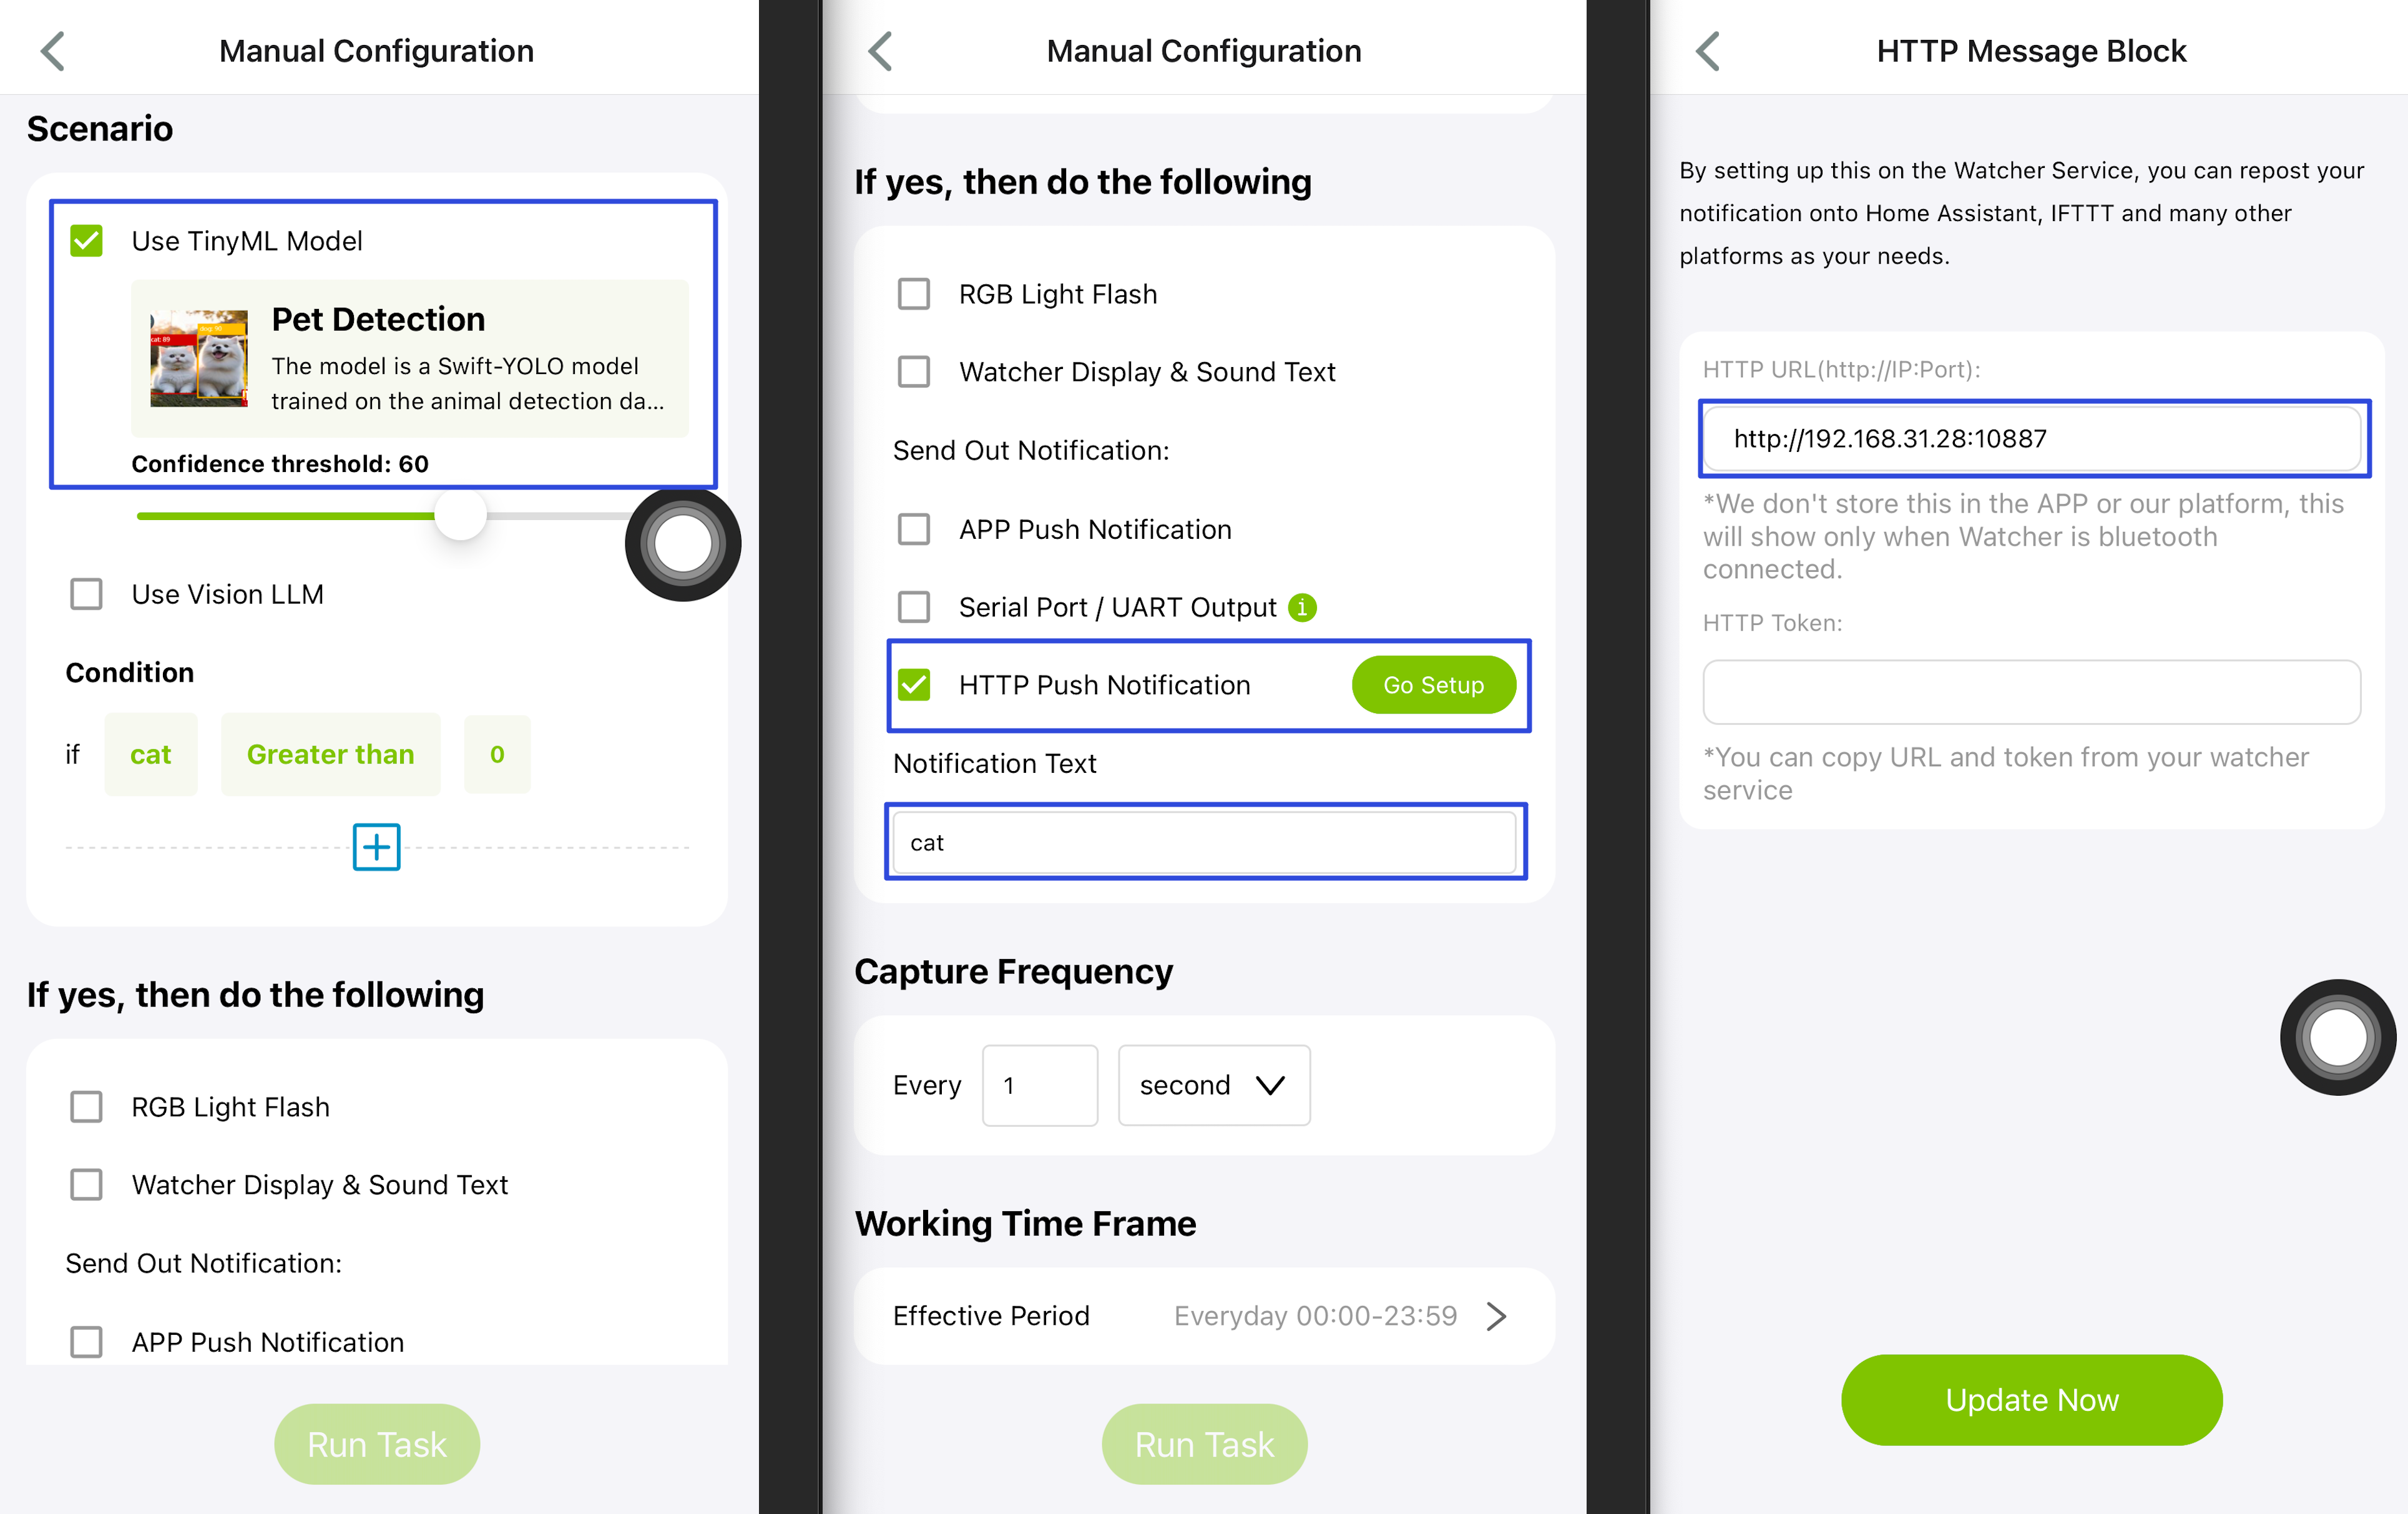 Manual Configuration
Scenario
Use TinyML Model
Pet Detection
The model is a Swift-YOLO model
trained on the animal detection da...
Confidence threshold: 60
Use Vision LLM
Condition
if cat Greater than 0
If yes, then do the following
RGB Light Flash
Watcher Display & Sound Text
Send Out Notification:
APP Push Notification
Run Task
Manual Configuration
If yes, then do the following
RGB Light Flash
Watcher Display & Sound Text
Send Out Notification:
APP Push Notification
Serial Port / UART Output i
HTTP Push Notification Go Setup
Notification Text
cat
Capture Frequency
Every 1 second
Working Time Frame
Effective Period Everyday 00:00-23:59
Run Task
HTTP Message Block
By setting up this on the Watcher Service, you can repost your
notification onto Home Assistant, IFTTT and many other
platforms as your needs.
HTTP URL(http://IP:Port):
http://192.168.31.28:10887
*We don't store this in the APP or our platform, this
will show only when Watcher is bluetooth
connected.
HTTP Token:
*You can copy URL and token from your watcher
service
Update Now